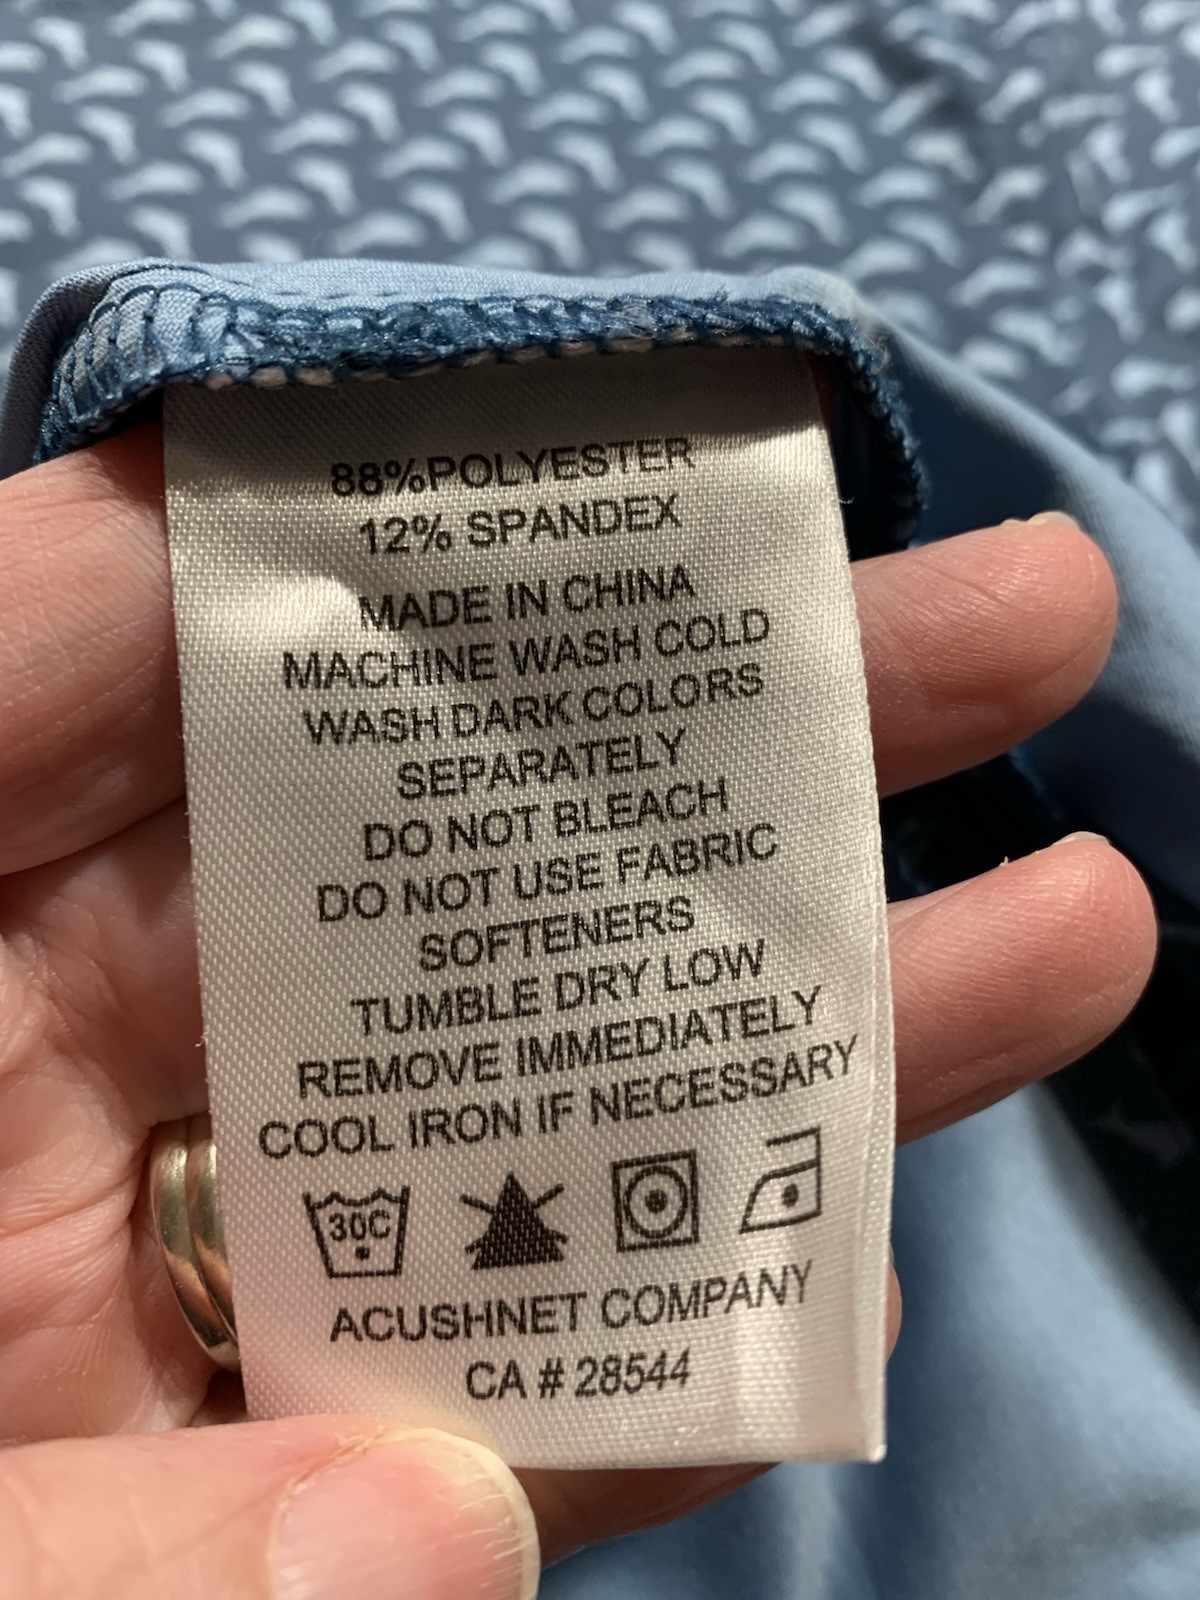 88%POLYESTER
12% SPANDEX
MADE IN CHINA
MACHINE WASH COLD
WASH DARK COLORS
SEPARATELY
DO NOT BLEACH
DO NOT USE FABRIC
SOFTENERS
TUMBLE DRY LOW
REMOVE IMMEDIATELY
COOL IRON IF NECESSARY
30C
ACUSHNET COMPANY
CA # 28544